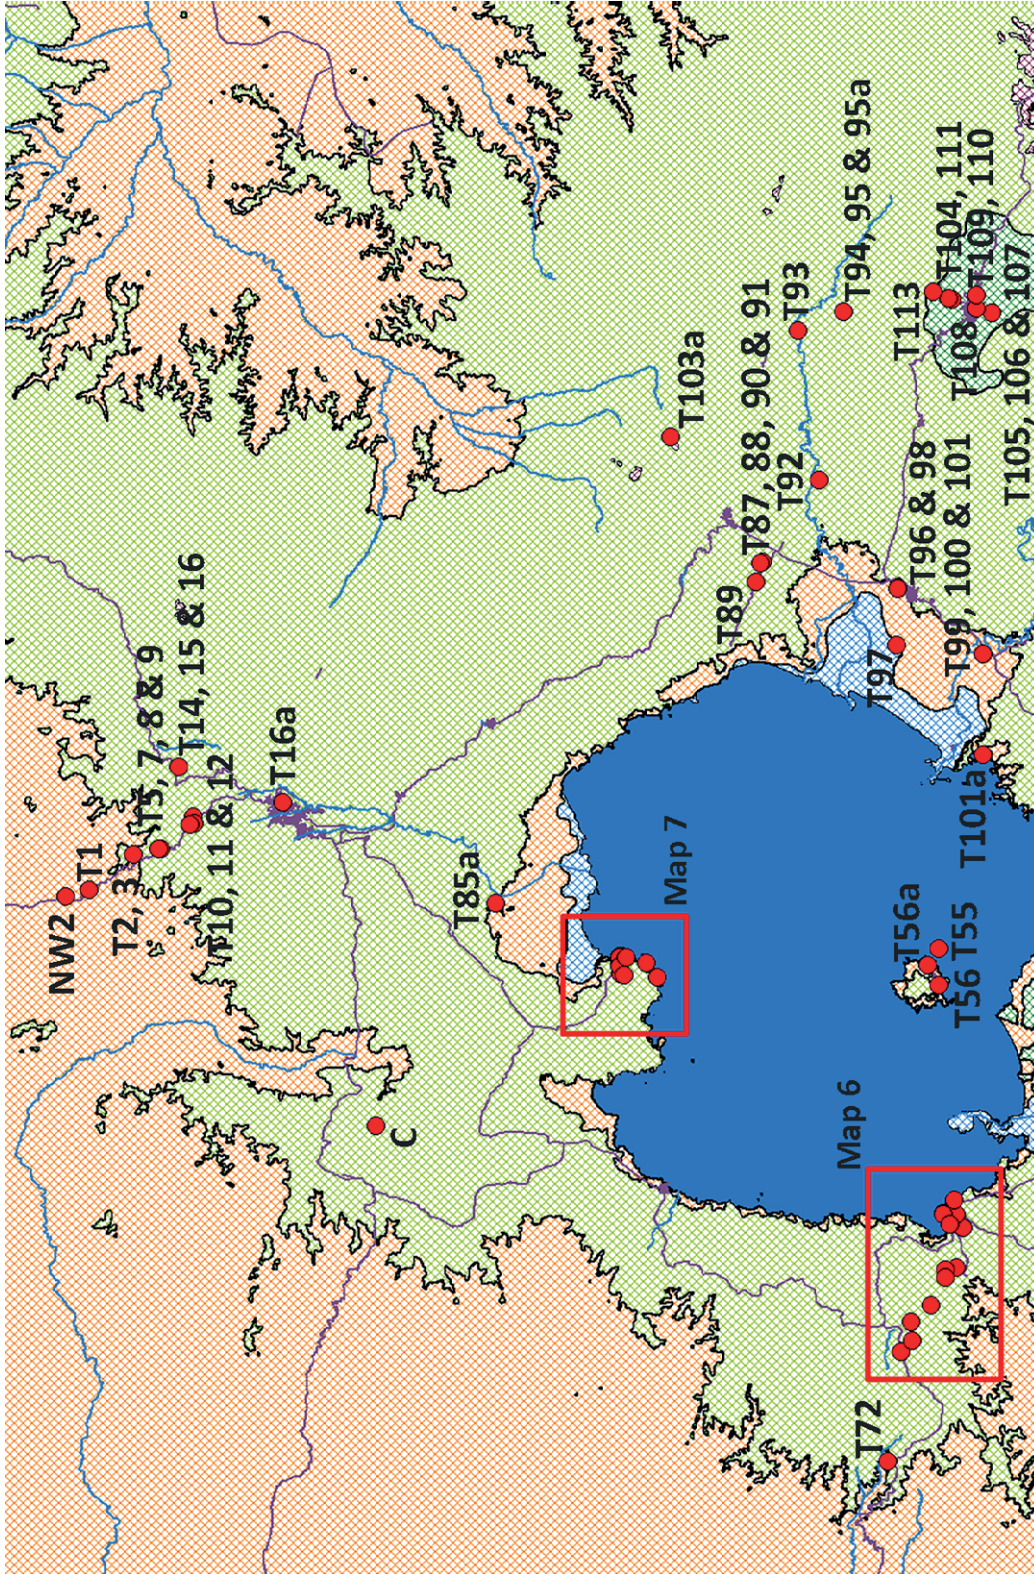 NW2
T1
T2, 3
T5, 7, 8 & 9
T10, 11 & 12
T14, 15 & 16
T16a
C
T85a
Map 7
T103a
T89
T87, 88, 90 & 91
T92
T93
T94, 95 & 95a
T97
T96 & 98
T99, 100 & 101
T101a
T113
T104, 111
T108
T109, 110
T105, 106 & 107
T56a
T56
T55
Map 6
T72